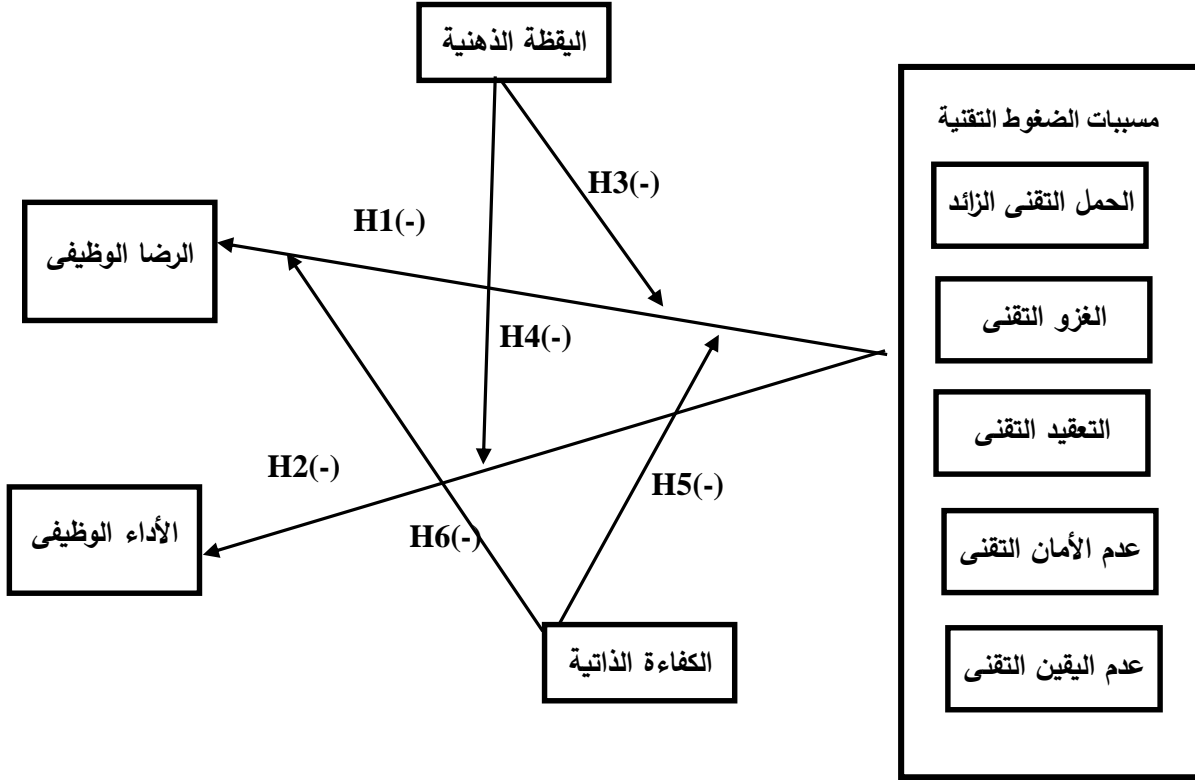 اليقظة الذهنية
مسببات الضغوط التقنية
الحمل التقنى الزائد
H3(-)
H1(-)
الرضا الوظيفى
الغزو التقنى
H4(-)
التعقيد التقنى
H2(-)
H5(-)
الأداء الوظيفى
H6(-)
عدم الأمان التقنى
الكفاءة الذاتية
عدم اليقين التقنى